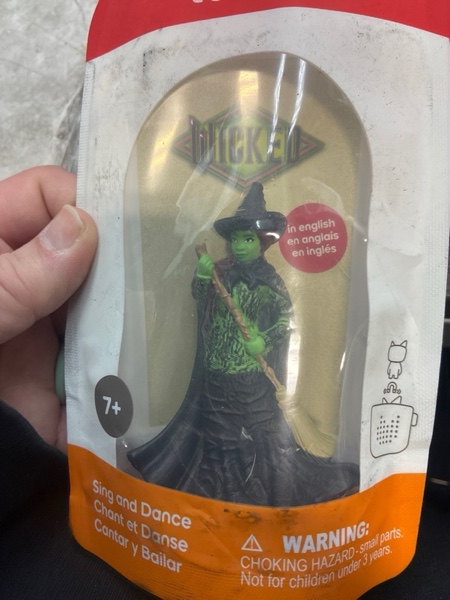 WICKED
in english
en anglais
en inglés
7+
Sing and Dance
Chant et Danse
Cantar y Bailar
WARNING:
CHOKING HAZARD-small parts.
Not for children under 3 years.